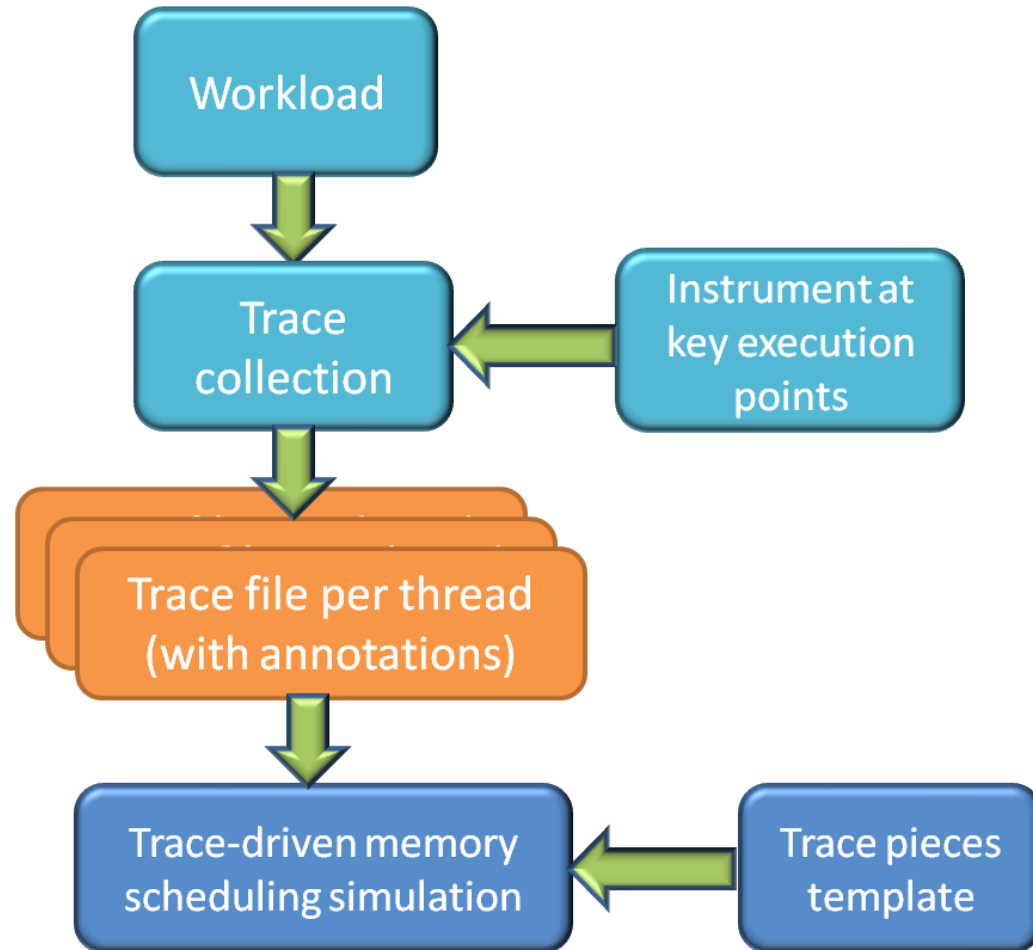 Workload
Trace
collection
Instrument at
key execution
points
Trace file per thread
(with annotations)
Trace-driven memory
scheduling simulation
Trace pieces
template